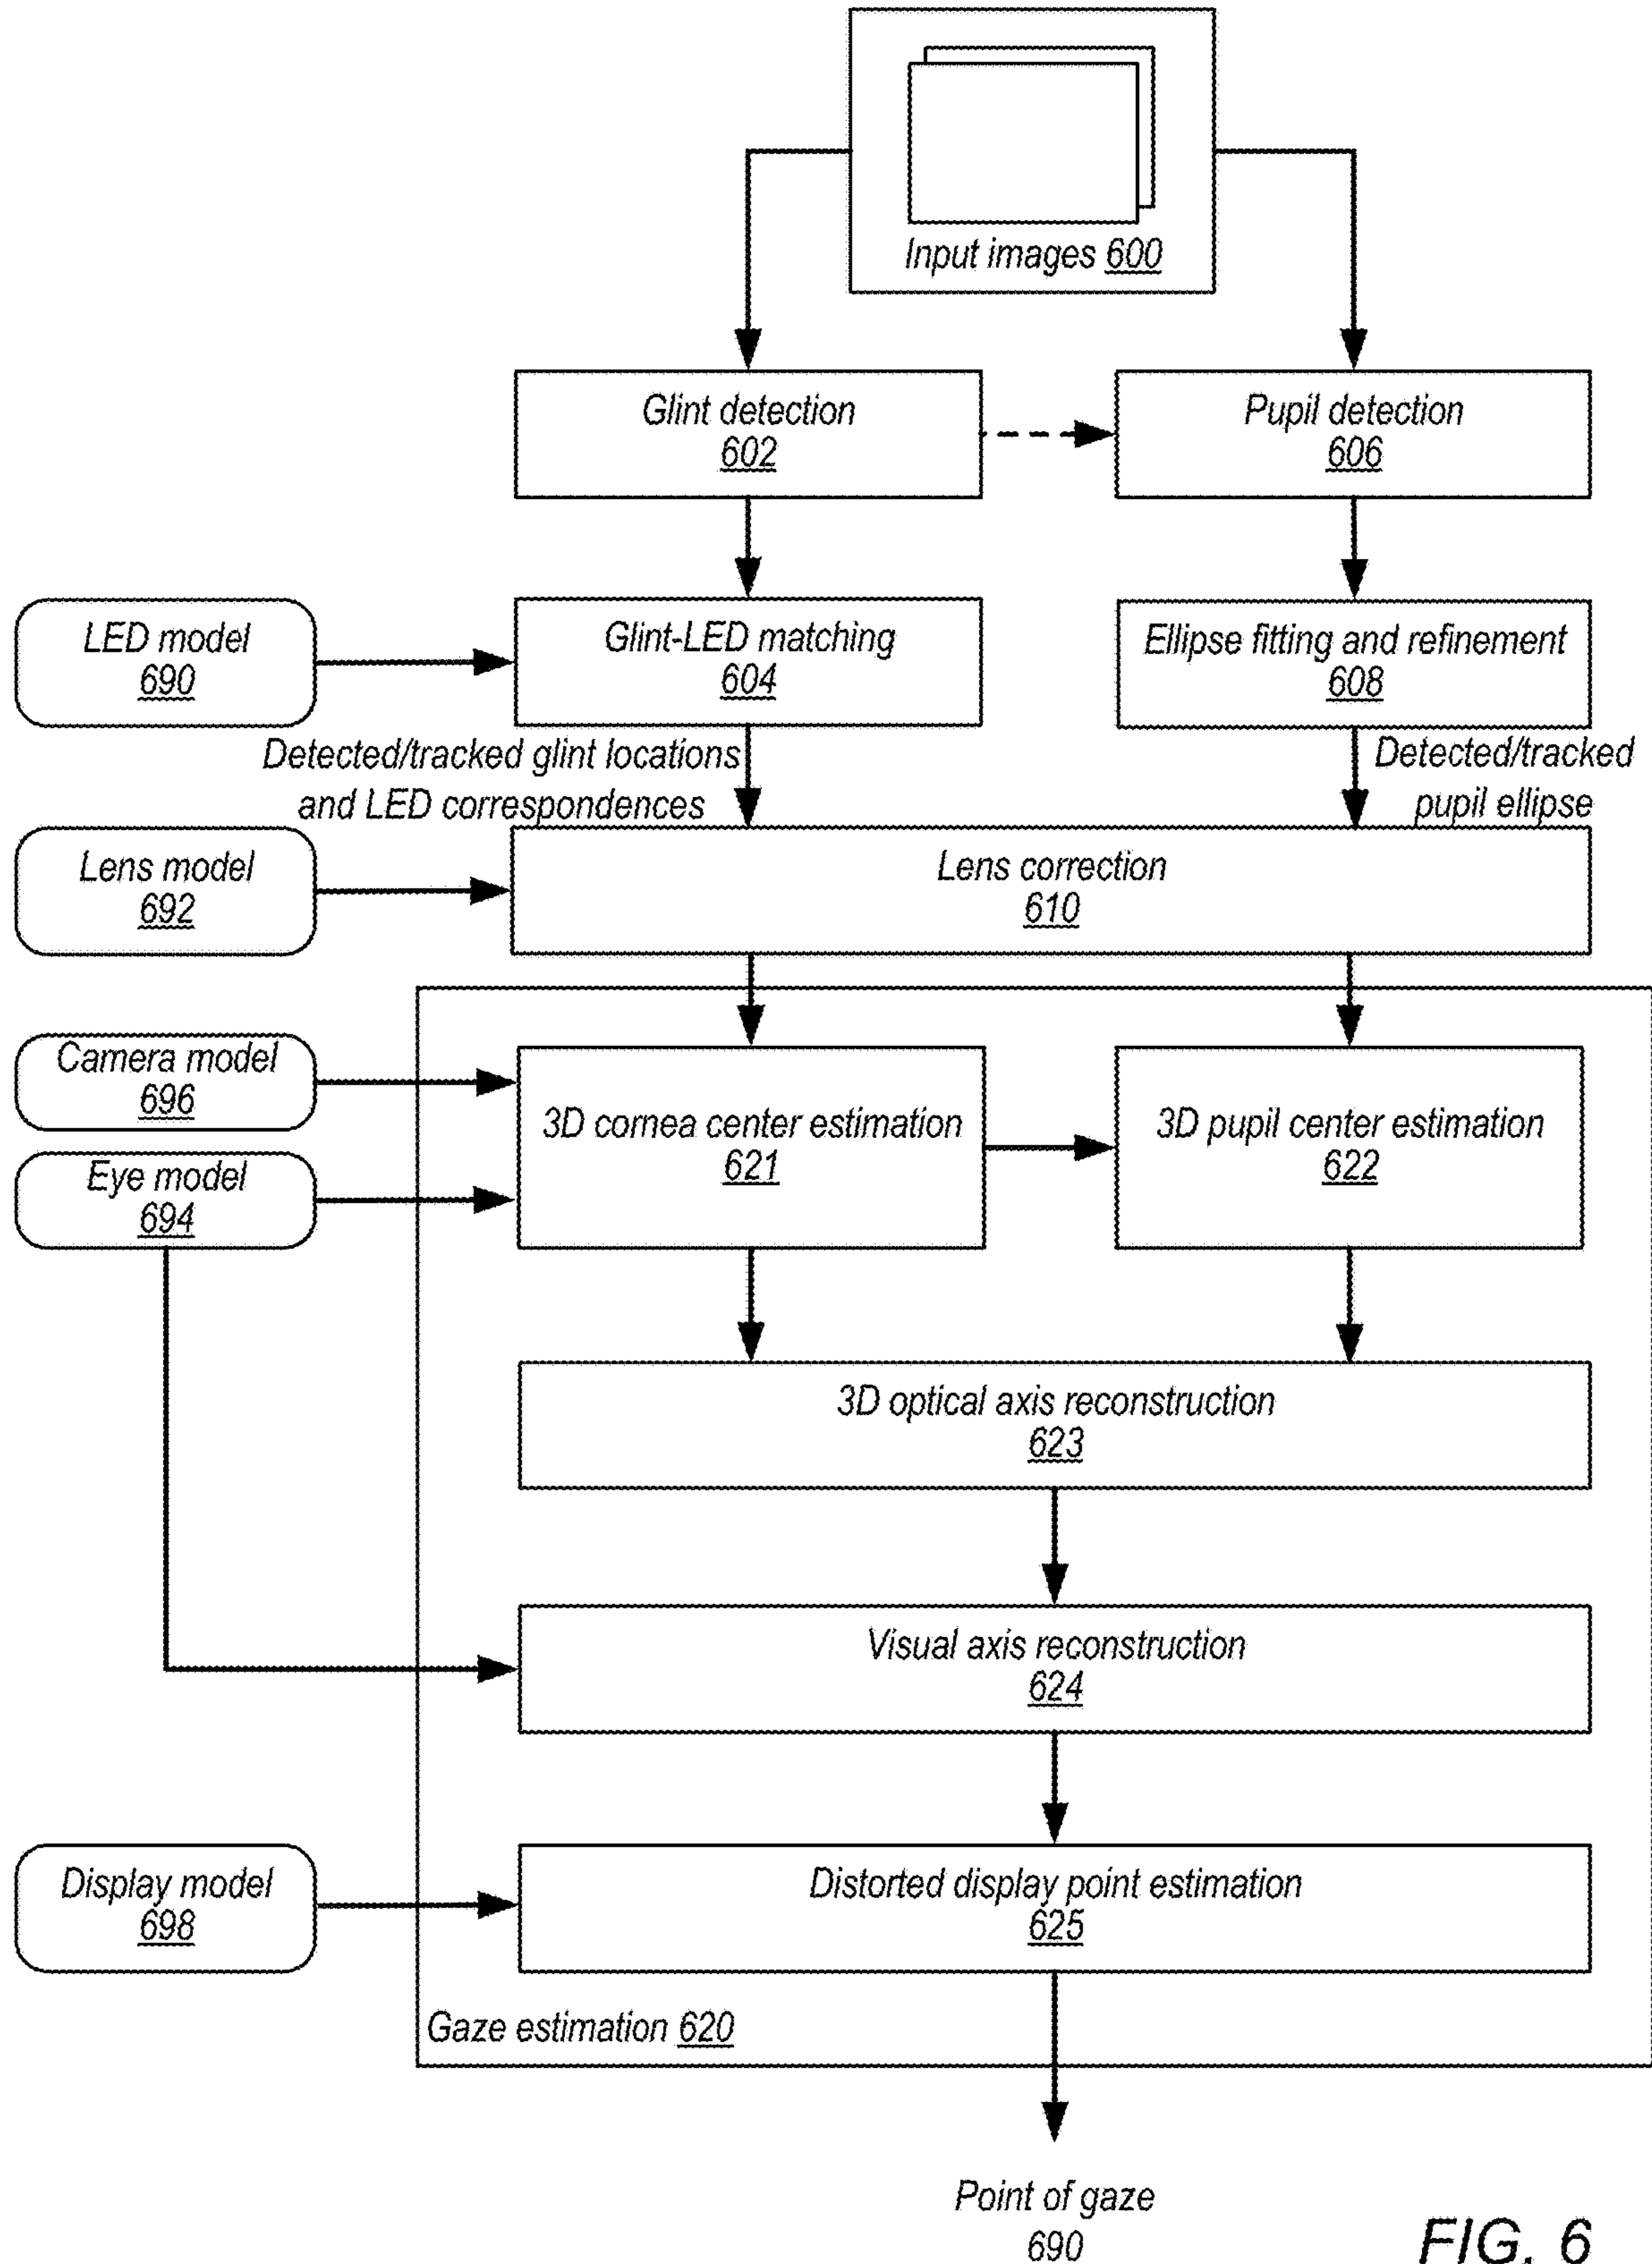 Input images 600
Glint detection
602
Pupil detection
606
LED model
690
Glint-LED matching
604
Ellipse fitting and refinement
608
Detected/tracked glint locations
and LED correspondences
Detected/tracked
pupil ellipse
Lens model
692
Lens correction
610
Camera model
696
Eye model
694
3D cornea center estimation
621
3D pupil center estimation
622
3D optical axis reconstruction
623
Visual axis reconstruction
624
Display model
698
Distorted display point estimation
625
Gaze estimation 620
Point of gaze
690
FIG. 6